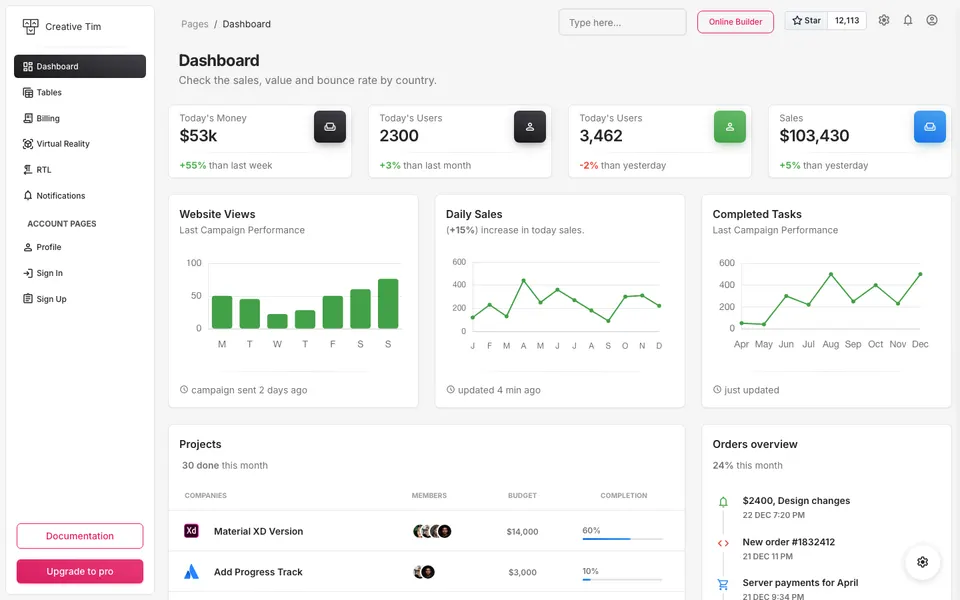 Creative Tim
Dashboard
Tables
Billing
Virtual Reality
RTL
Notifications
ACCOUNT PAGES
Profile
Sign In
Sign Up
Documentation
Upgrade to pro
Pages / Dashboard
Type here...
Online Builder
Star 12,113
Dashboard
Check the sales, value and bounce rate by country.
Today's Money
$53k
+55% than last week
Today's Users
2300
+3% than last month
Today's Users
3,462
-2% than yesterday
Sales
$103,430
+5% than yesterday
Website Views
Last Campaign Performance
100
50
0
M T W T F S S
campaign sent 2 days ago
Daily Sales
(+15%) increase in today sales.
600
400
200
0
J F M A M J J A S O N D
updated 4 min ago
Completed Tasks
Last Campaign Performance
600
400
200
0
Apr May Jun Jul Aug Sep Oct Nov Dec
just updated
Projects
30 done this month
COMPANIES MEMBERS BUDGET COMPLETION
Xd Material XD Version $14,000 60%
Add Progress Track $3,000 10%
Orders overview
24% this month
$2400, Design changes
22 DEC 7:20 PM
New order #1832412
21 DEC 11 PM
Server payments for April
21 DEC 9:34 PM